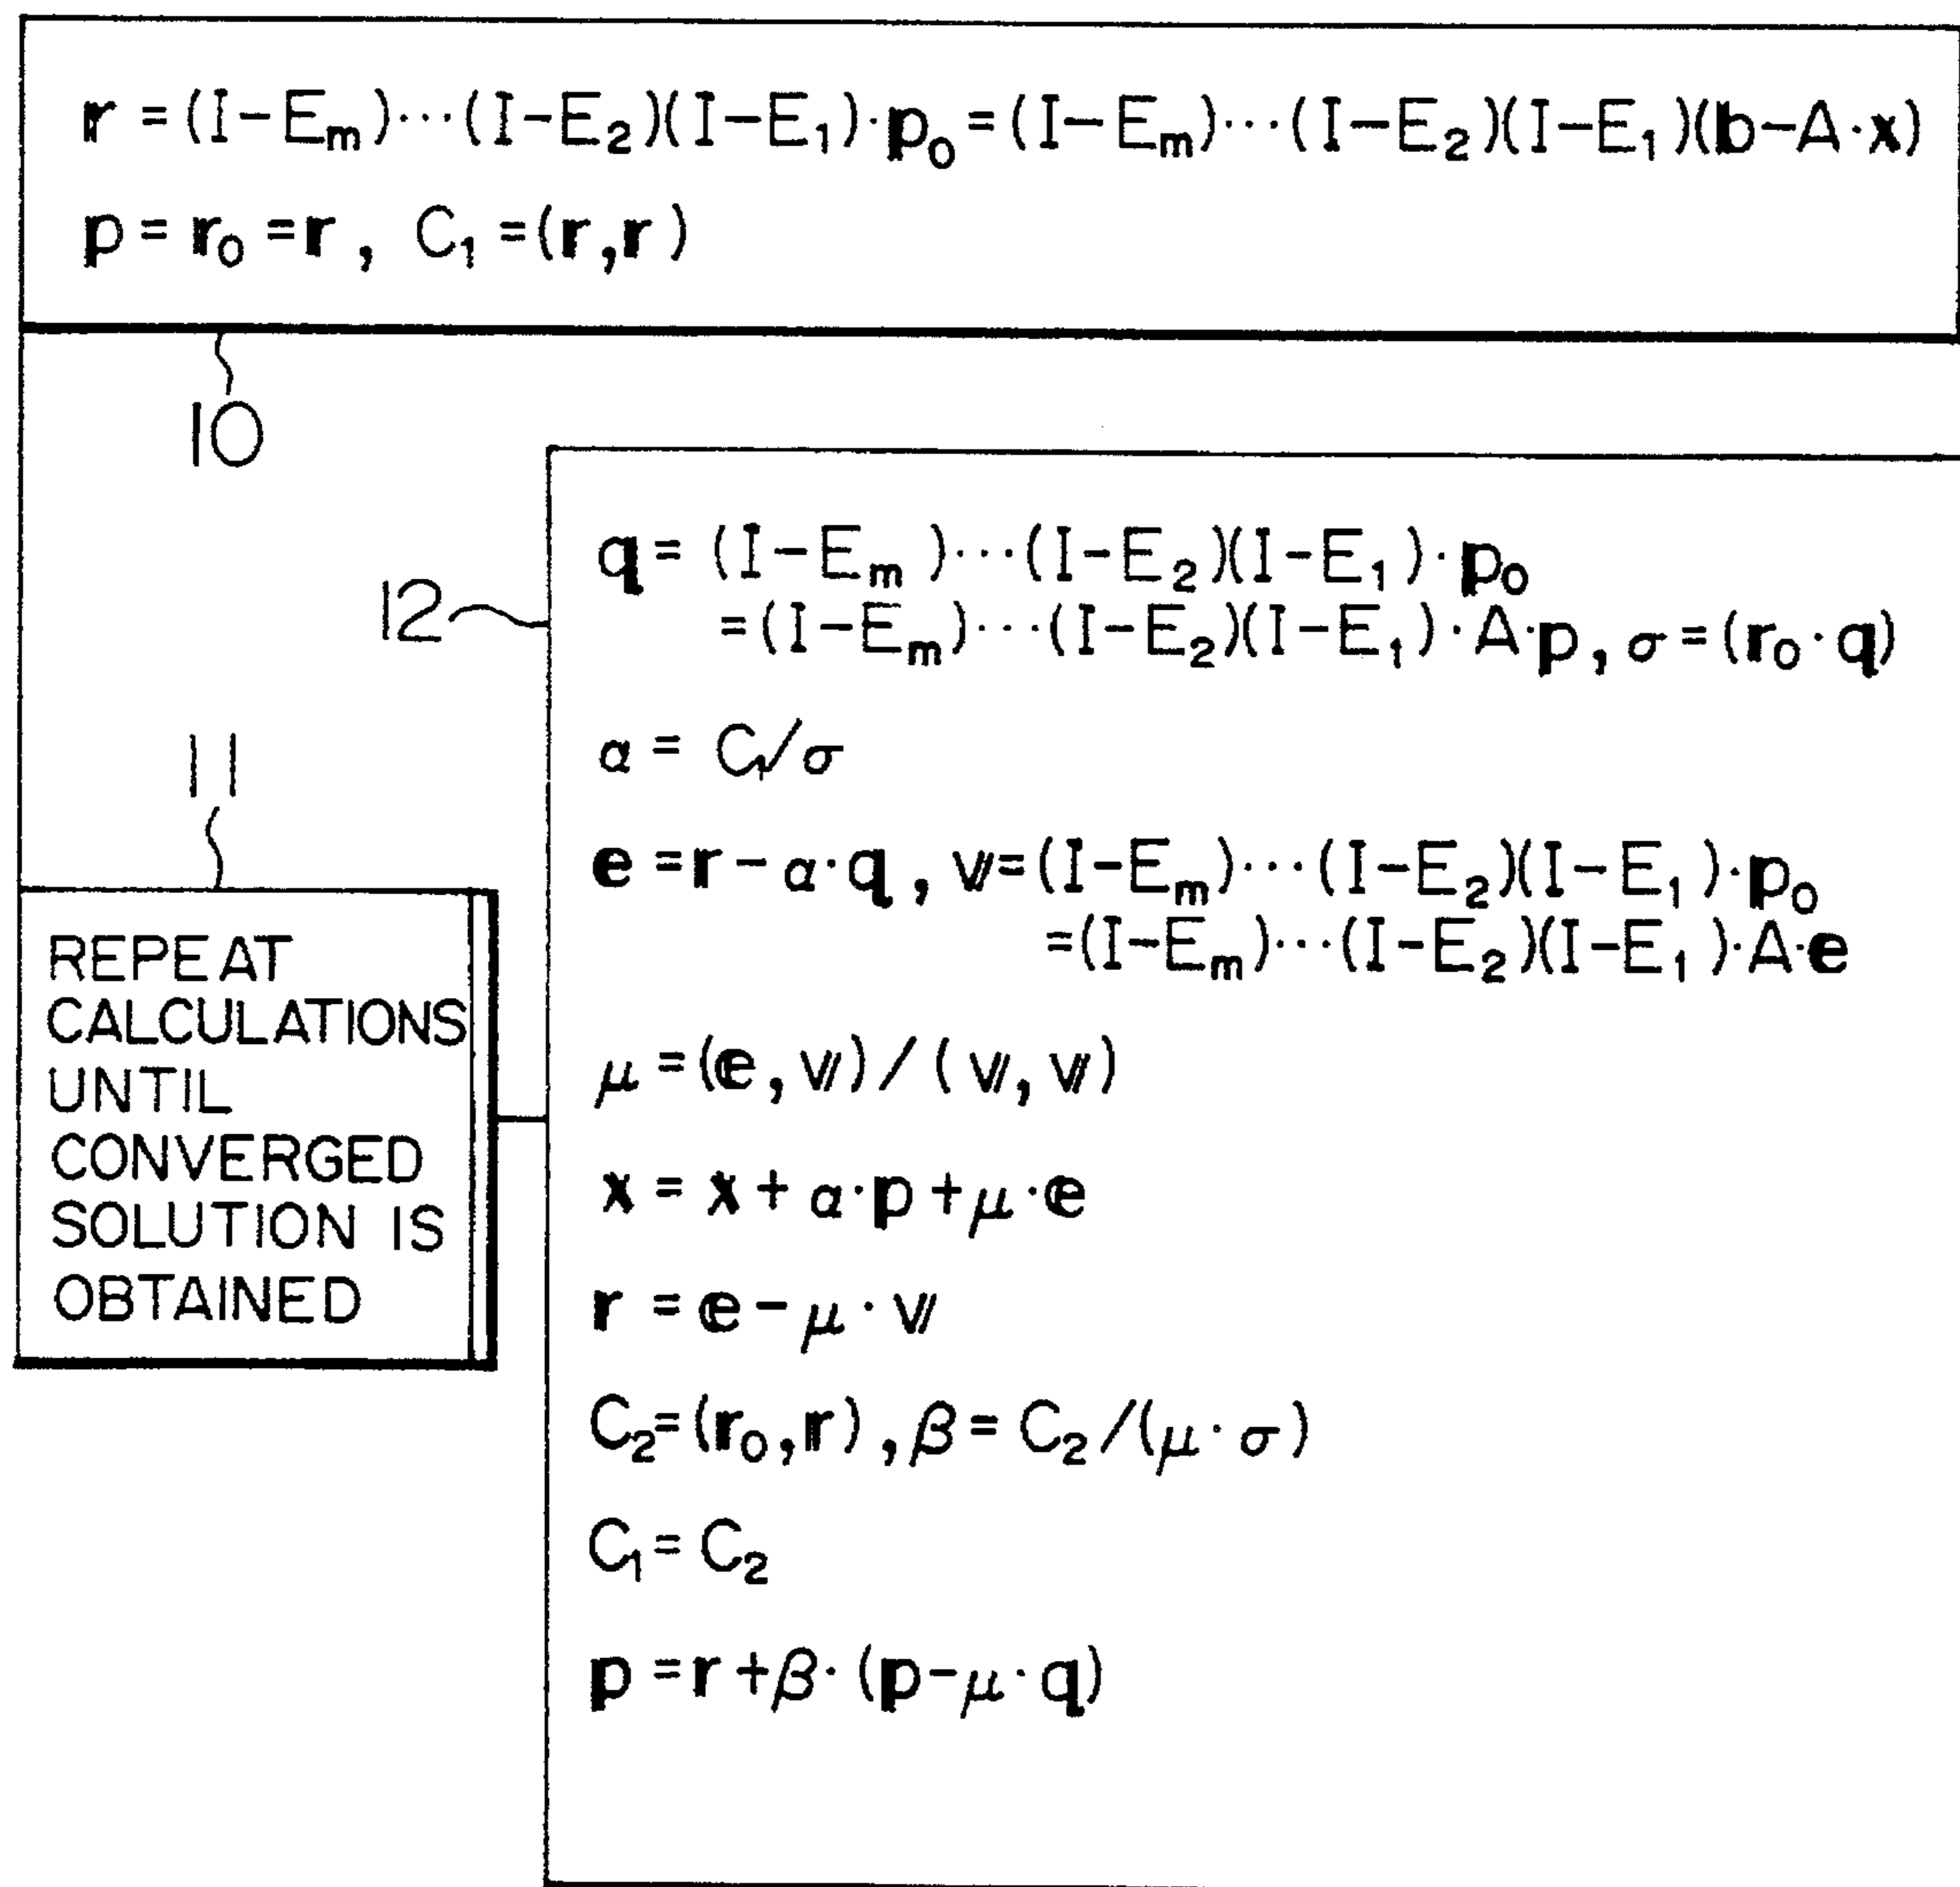 r = (I−Eₘ)⋯(I−E₂)(I−E₁)·p₀ = (I−Eₘ)⋯(I−E₂)(I−E₁)(b−A·x)
p = r₀ = r , C₁ = (r,r)
10
q = (I−Eₘ)⋯(I−E₂)(I−E₁)·p₀
12
=(I−Eₘ)⋯(I−E₂)(I−E₁)·A·p, σ=(r₀·q)
α = C₁/σ
11
e = r − α·q , w=(I−Eₘ)⋯(I−E₂)(I−E₁)·p₀
=(I−Eₘ)⋯(I−E₂)(I−E₁)·A·e
REPEAT
CALCULATIONS
UNTIL
CONVERGED
SOLUTION IS
OBTAINED
μ = (e, w) / (w, w)
x = x + α·p + μ·e
r = e − μ·w
C₂=(r₀,r) , β = C₂/(μ·σ)
C₁ = C₂
p = r + β·(p−μ·q)